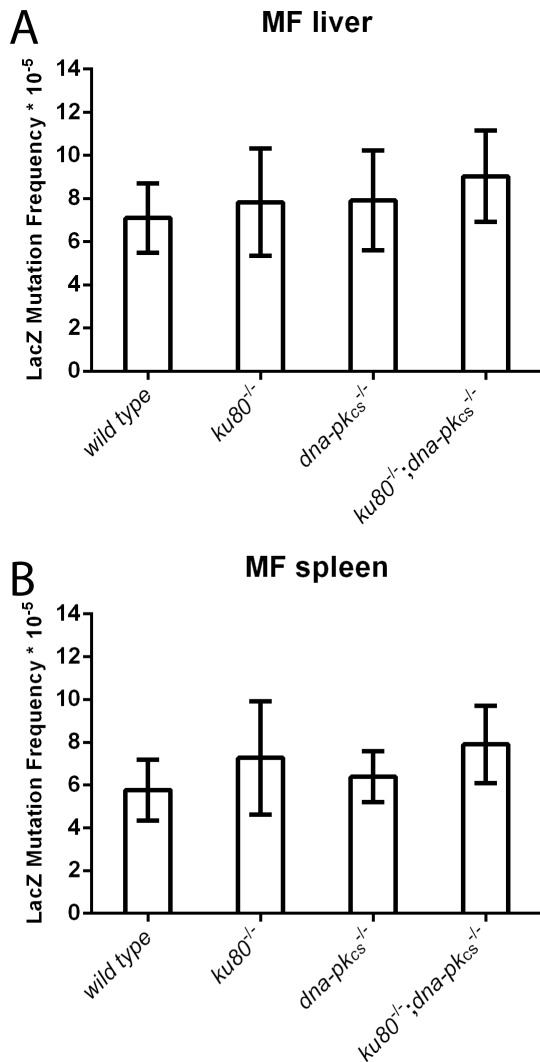 A
MF liver
LacZ Mutation Frequency * 10⁻⁵
14
12
10
8
6
4
2
0
wild type
ku80⁻/⁻
dna-pkcs⁻/⁻
ku80⁻/⁻;dna-pkcs⁻/⁻
B
MF spleen
LacZ Mutation Frequency * 10⁻⁵
14
12
10
8
6
4
2
0
wild type
ku80⁻/⁻
dna-pkcs⁻/⁻
ku80⁻/⁻;dna-pkcs⁻/⁻